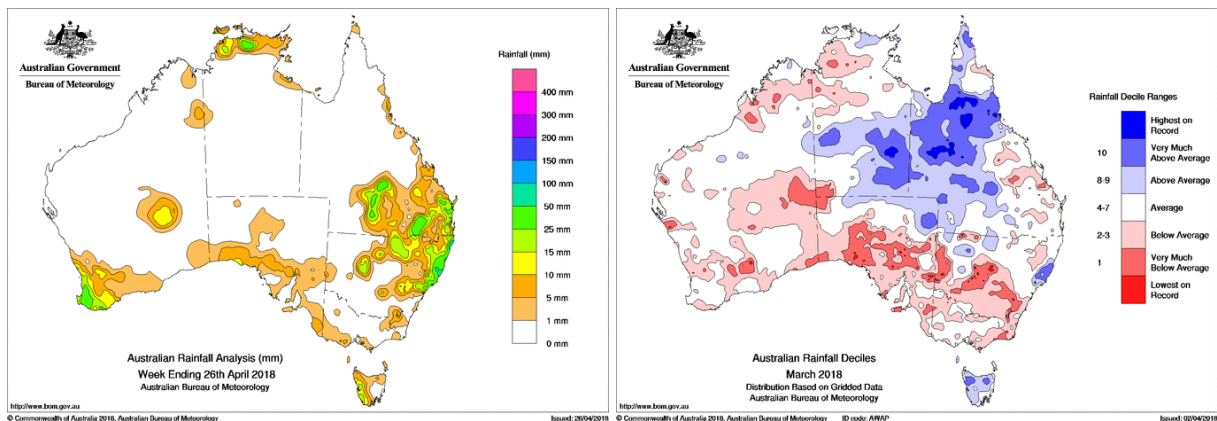 Australian Government
Bureau of Meteorology
Rainfall (mm)
400 mm
300 mm
200 mm
150 mm
100 mm
50 mm
25 mm
15 mm
10 mm
5 mm
1 mm
0 mm
Australian Rainfall Analysis (mm)
Week Ending 26th April 2018
Australian Bureau of Meteorology
http://www.bom.gov.au
© Commonwealth of Australia 2018, Australian Bureau of Meteorology
Issued: 26/04/2018
Australian Government
Bureau of Meteorology
Rainfall Decile Ranges
Highest on
Record
10 Very Much
Above Average
8-9 Above Average
4-7 Average
2-3 Below Average
1 Very Much
Below Average
Lowest on
Record
Australian Rainfall Deciles
March 2018
Distribution Based on Gridded Data
Australian Bureau of Meteorology
http://www.bom.gov.au
© Commonwealth of Australia 2018, Australian Bureau of Meteorology
ID code: AWAP
Issued: 02/04/2018